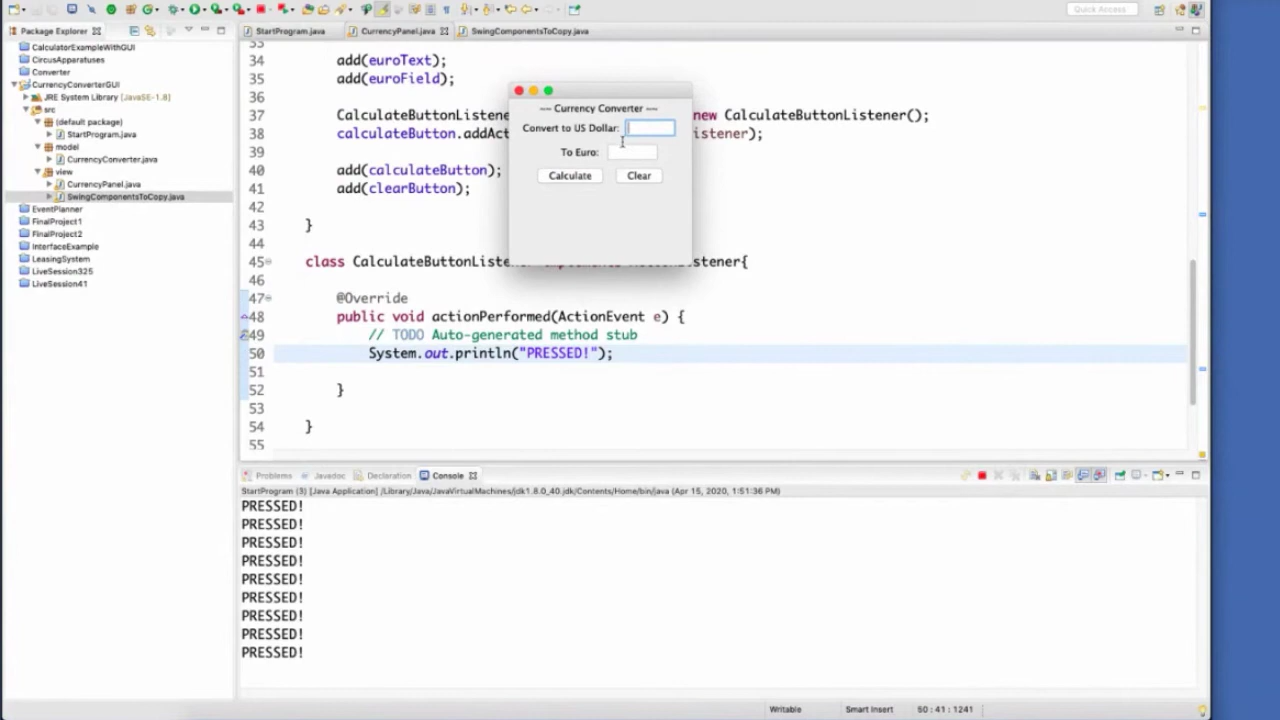 Quick Access
Package Explorer
StartProgram.java
CurrencyPanel.java
SwingComponentsToCopy.java
CalculatorExampleWithGUI
CircusApparatuses
Converter
CurrencyConverterGUI
JRE System Library [JavaSE-1.8]
src
(default package)
StartProgram.java
model
CurrencyConverter.java
view
CurrencyPanel.java
SwingComponentsToCopy.java
EventPlanner
FinalProject1
FinalProject2
InterfaceExample
LeasingSystem
LiveSession325
LiveSession41
33
34 add(euroText);
35 add(euroField);
36
37 CalculateButtonListene new CalculateButtonListener();
38 calculateButton.addAct istener);
39
40 add(calculateButton);
41 add(clearButton);
42
43 }
44
45 class CalculateButtonListener implements ActionListener{
46
47 @Override
48 public void actionPerformed(ActionEvent e) {
49 // TODO Auto-generated method stub
50 System.out.println("PRESSED!");
51
52 }
53
54 }
55
--- Currency Converter ---
Convert to US Dollar:
To Euro:
Calculate Clear
Problems Javadoc Declaration Console
StartProgram (3) [Java Application] /Library/Java/JavaVirtualMachines/jdk1.8.0_40.jdk/Contents/Home/bin/java (Apr 15, 2020, 1:51:36 PM)
PRESSED!
PRESSED!
PRESSED!
PRESSED!
PRESSED!
PRESSED!
PRESSED!
PRESSED!
PRESSED!
Writable Smart Insert 50 : 41 : 1241